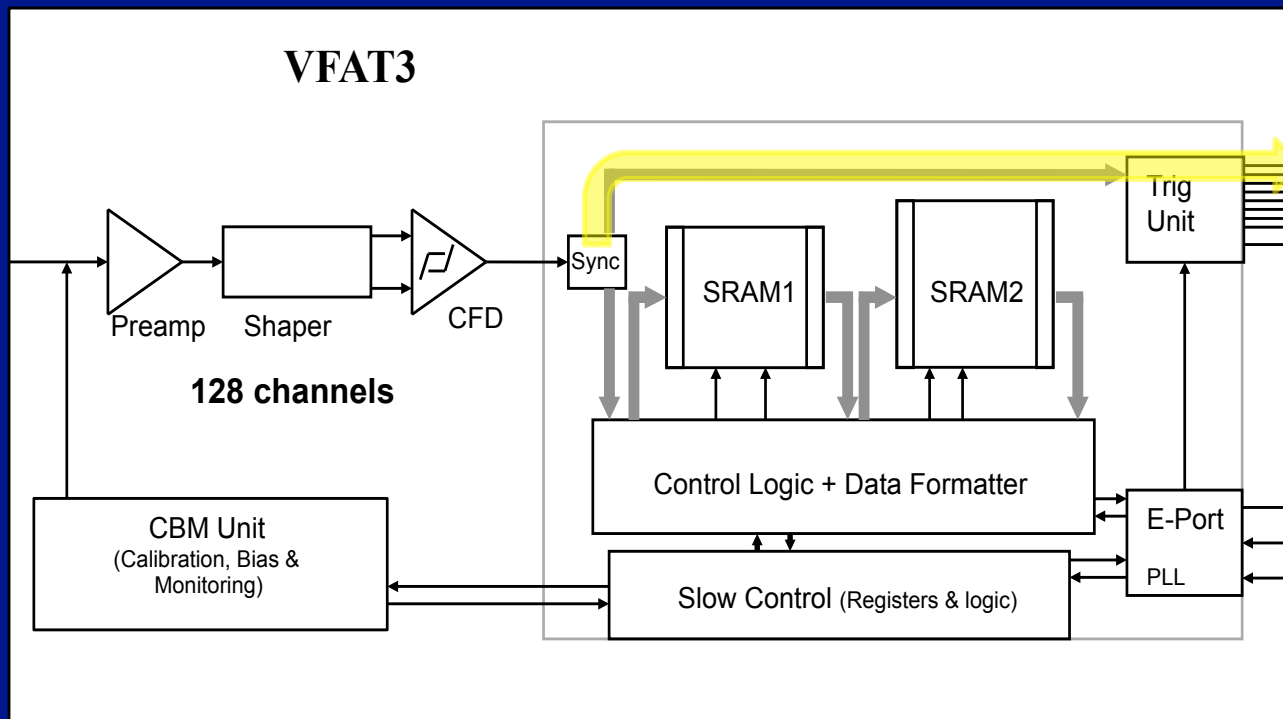 VFAT3
Trig
Unit
Sync
SRAM1
SRAM2
Preamp
Shaper
CFD
128 channels
Control Logic + Data Formatter
CBM Unit
(Calibration, Bias &
Monitoring)
E-Port
PLL
Slow Control (Registers & logic)